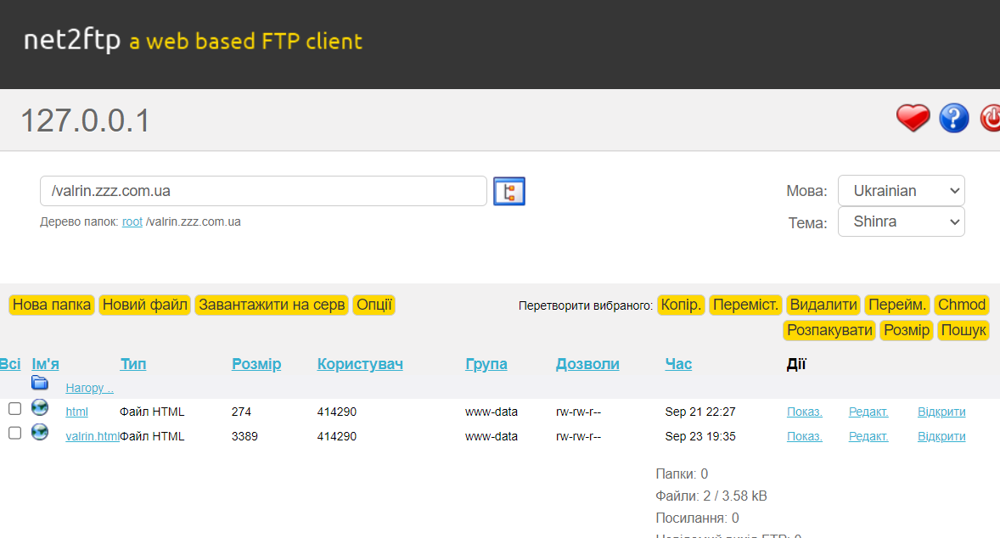 net2ftp a web based FTP client
127.0.0.1
/valrin.zzz.com.ua
Мова: Ukrainian
Дерево папок: root /valrin.zzz.com.ua
Тема: Shinra
Нова папка Новий файл Завантажити на серв Опції Перетворити вибраного: Копір. Переміст. Видалити Перейм. Chmod
Розпакувати Розмір Пошук
Всі Ім'я Тип Розмір Користувач Група Дозволи Час Дії
Нагору ..
html Файл HTML 274 414290 www-data rw-rw-r-- Sep 21 22:27 Показ. Редакт. Відкрити
valrin.html Файл HTML 3389 414290 www-data rw-rw-r-- Sep 23 19:35 Показ. Редакт. Відкрити
Папки: 0
Файли: 2 / 3.58 kB
Посилання: 0